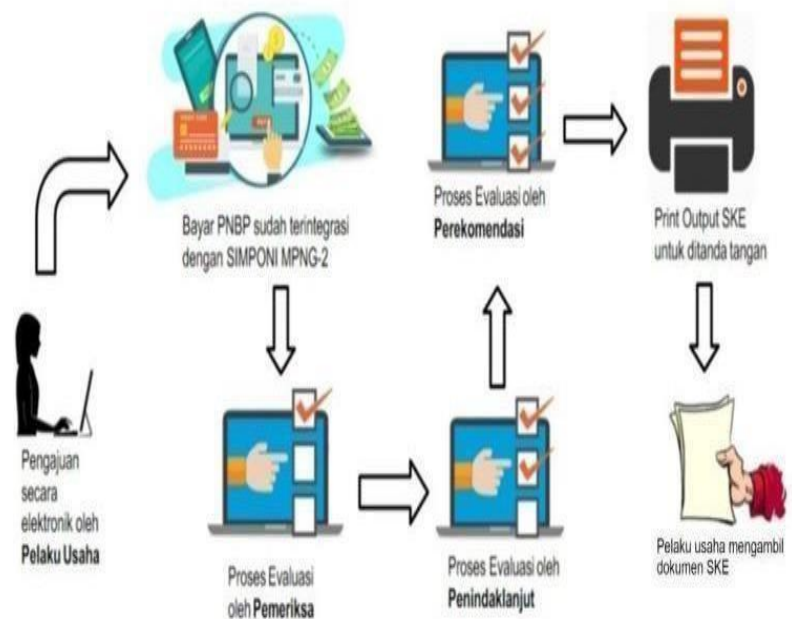 Pengajuan
secara
elektronik oleh
Pelaku Usaha
Bayar PNBP sudah terintegrasi
dengan SIMPONI MPNG-2
Proses Evaluasi
oleh Pemeriksa
Proses Evaluasi oleh
Penindaklanjut
Proses Evaluasi oleh
Perekomendasi
Print Output SKE
untuk ditanda tangan
Pelaku usaha mengambil
dokumen SKE